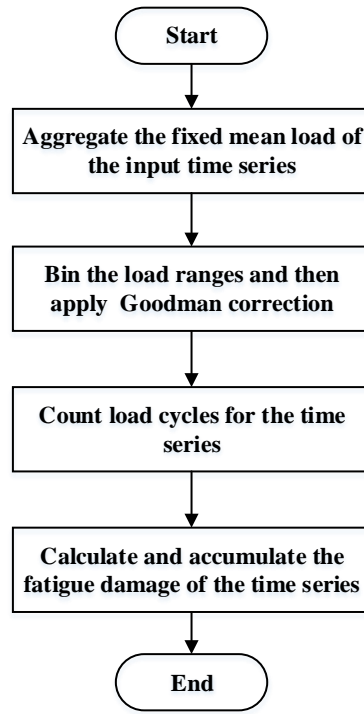 Start
Aggregate the fixed mean load of
the input time series
Bin the load ranges and then
apply Goodman correction
Count load cycles for the time
series
Calculate and accumulate the
fatigue damage of the time series
End